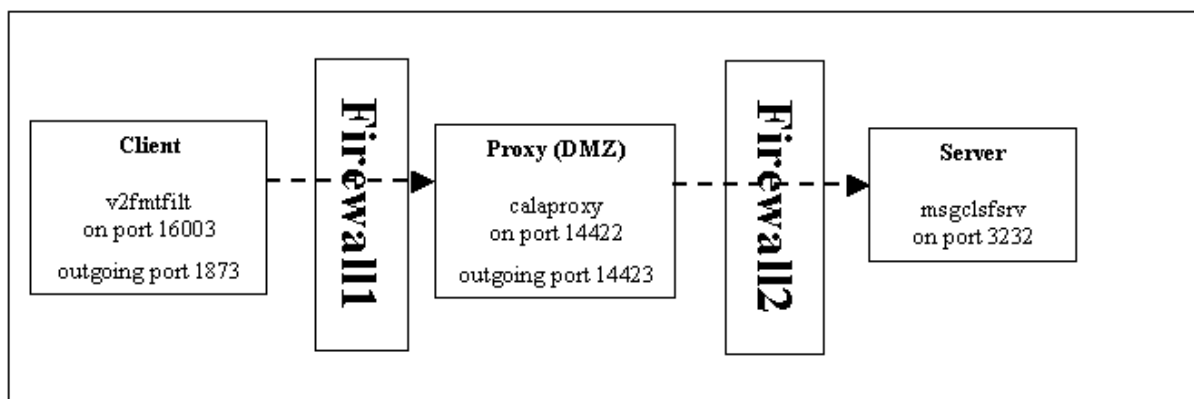 Client
v2fmtfilt
on port 16003
outgoing port 1873
Firewall1
Proxy (DMZ)
calaproxy
on port 14422
outgoing port 14423
Firewall2
Server
msgclsfsrv
on port 3232